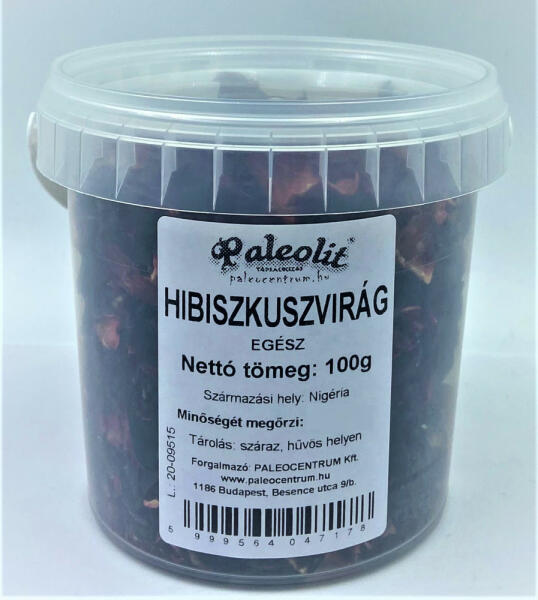 Paleolit®
TÁPLÁLKOZÁS
paleocentrum.hu
HIBISZKUSZVIRÁG
EGÉSZ
Nettó tömeg: 100g
Származási hely: Nigéria
Minőségét megőrzi:
Tárolás: száraz, hűvös helyen
Forgalmazó: PALEOCENTRUM Kft.
www.paleocentrum.hu
1186 Budapest, Besence utca 9/b.
L.: 20-09515
5 999564 047178